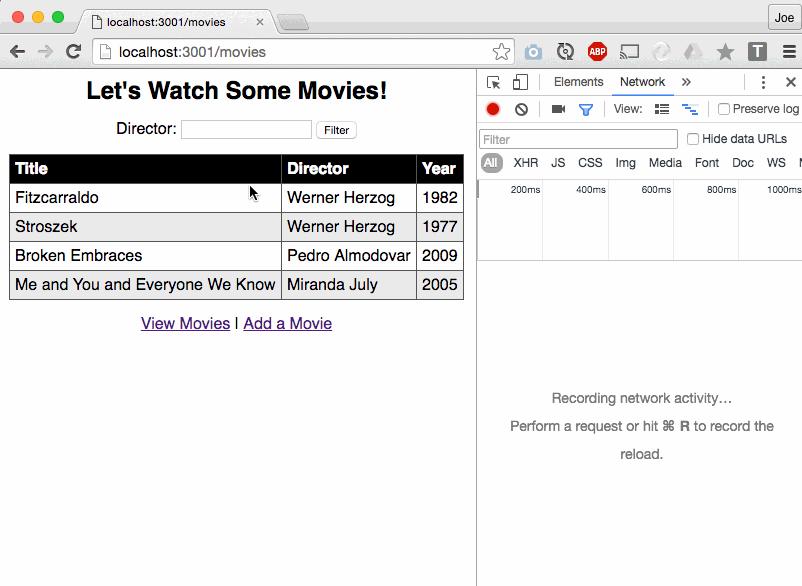 localhost:3001/movies
Joe
localhost:3001/movies
ABP
T
Let's Watch Some Movies!
Director:
Filter
Title Director Year
Fitzcarraldo Werner Herzog 1982
Stroszek Werner Herzog 1977
Broken Embraces Pedro Almodovar 2009
Me and You and Everyone We Know Miranda July 2005
View Movies | Add a Movie
Elements Network »
View: Preserve log
Filter Hide data URLs
All XHR JS CSS Img Media Font Doc WS
200ms 400ms 600ms 800ms 1000ms
Recording network activity…
Perform a request or hit ⌘ R to record the
reload.